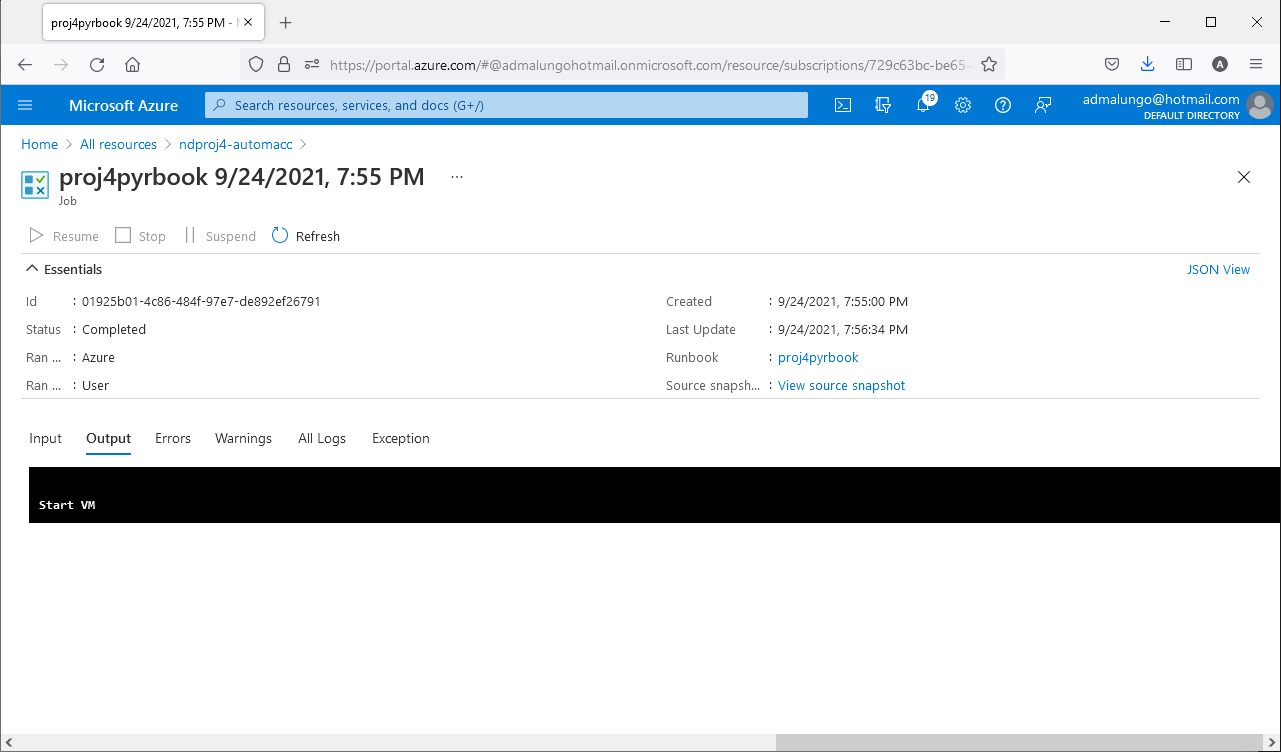 proj4pyrbook 9/24/2021, 7:55 PM -
https://portal.azure.com/#@admalungohotmail.onmicrosoft.com/resource/subscriptions/729c63bc-be65-
A
Microsoft Azure
Search resources, services, and docs (G+/)
19
admalungo@hotmail.com
DEFAULT DIRECTORY
Home > All resources > ndproj4-automacc >
proj4pyrbook 9/24/2021, 7:55 PM ...
Job
Resume Stop Suspend Refresh
Essentials JSON View
Id : 01925b01-4c86-484f-97e7-de892ef26791 Created : 9/24/2021, 7:55:00 PM
Status : Completed Last Update : 9/24/2021, 7:56:34 PM
Ran ... : Azure Runbook : proj4pyrbook
Ran ... : User Source snapsh... : View source snapshot
Input Output Errors Warnings All Logs Exception
Start VM